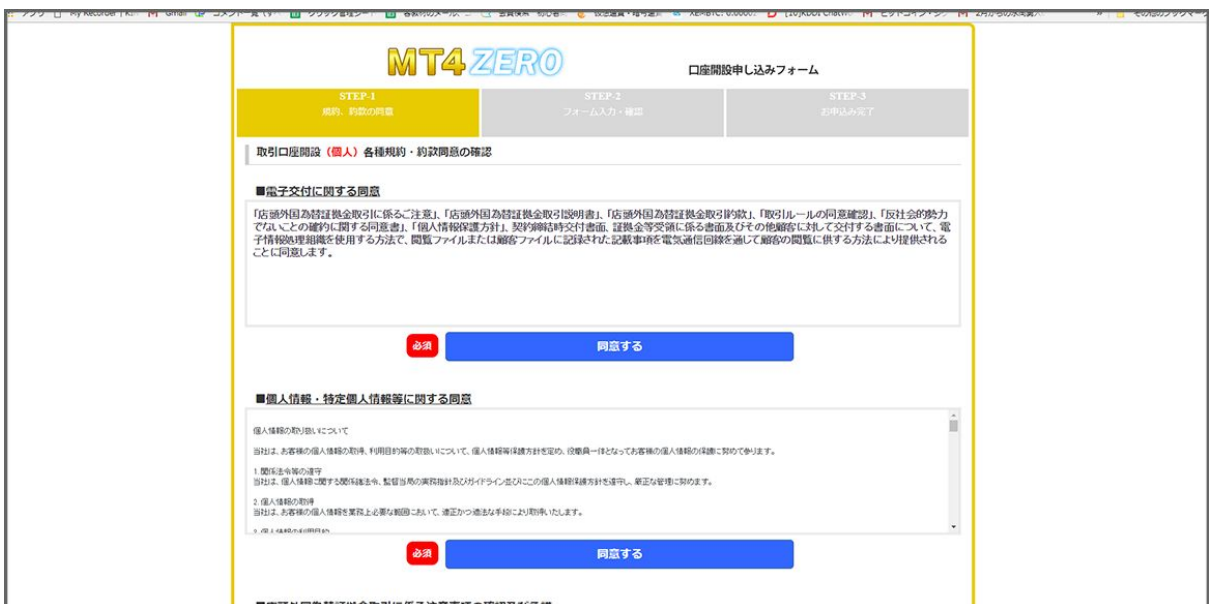 My Recorder | K...
Gmail
MT4 ZERO
口座開設申し込みフォーム
STEP-1
規約、約款の同意
STEP-2
フォーム入力・確認
STEP-3
お申込み完了
取引口座開設（個人）各種規約・約款同意の確認
■電子交付に関する同意
「店頭外国為替証拠金取引に係るご注意」、「店頭外国為替証拠金取引説明書」、「店頭外国為替証拠金取引約款」、「取引ルールの同意確認」、「反社会的勢力
でないことの確約に関する同意書」、「個人情報保護方針」、契約締結時交付書面、証拠金等受領に係る書面及びその他顧客に対して交付する書面について、電
子情報処理組織を使用する方法で、閲覧ファイルまたは顧客ファイルに記録された記載事項を電気通信回線を通じて顧客の閲覧に供する方法により提供される
ことに同意します。
必須
同意する
■個人情報・特定個人情報等に関する同意
個人情報の取り扱いについて
当社は、お客様の個人情報の取得、利用目的等の取扱いについて、個人情報等保護方針を定め、役職員一体となってお客様の個人情報の保護に努めて参ります。
1. 関係法令等の遵守
当社は、個人情報に関する関係諸法令、監督当局の実務指針及びガイドライン並びにこの個人情報保護方針を遵守し、厳正な管理に努めます。
2. 個人情報の取得
当社は、お客様の個人情報を業務上必要な範囲において、適正かつ適法な手段により取得いたします。
必須
同意する